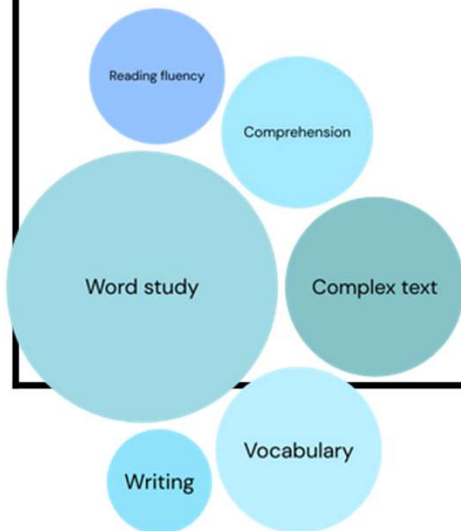 Reading fluency
Comprehension
Word study
Complex text
Vocabulary
Writing